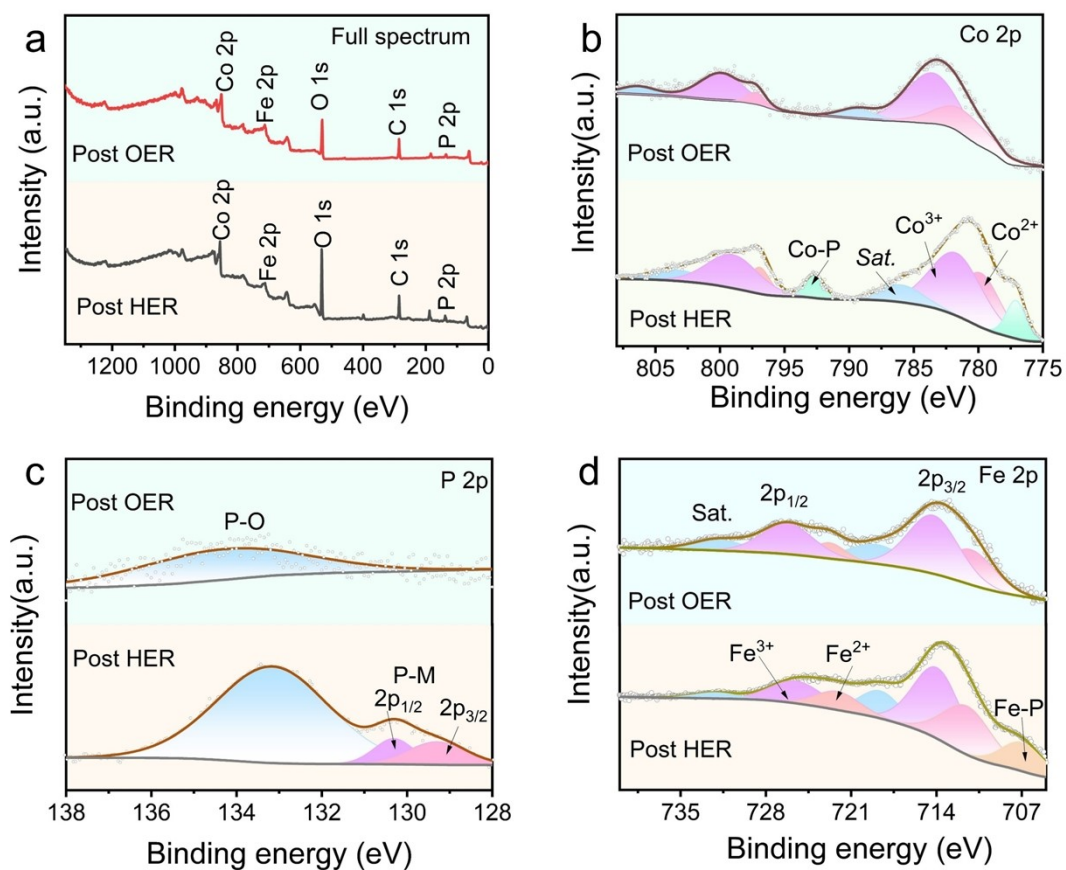 a
Full spectrum
Co 2p
Fe 2p
O 1s
C 1s
P 2p
Post OER
Co 2p
Fe 2p
O 1s
C 1s
P 2p
Post HER
Intensity (a.u.)
1200 1000 800 600 400 200 0
Binding energy (eV)
b
Co 2p
Post OER
Co-P
Sat.
Co³⁺
Co²⁺
Post HER
Intensity(a.u.)
805 800 795 790 785 780 775
Binding energy (eV)
c
P 2p
Post OER
P-O
Post HER
P-M
2p₁/₂
2p₃/₂
Intensity(a.u.)
138 136 134 132 130 128
Binding energy (eV)
d
Fe 2p
2p₁/₂
2p₃/₂
Sat.
Post OER
Fe³⁺
Fe²⁺
Fe-P
Post HER
Intensity(a.u.)
735 728 721 714 707
Binding energy (eV)